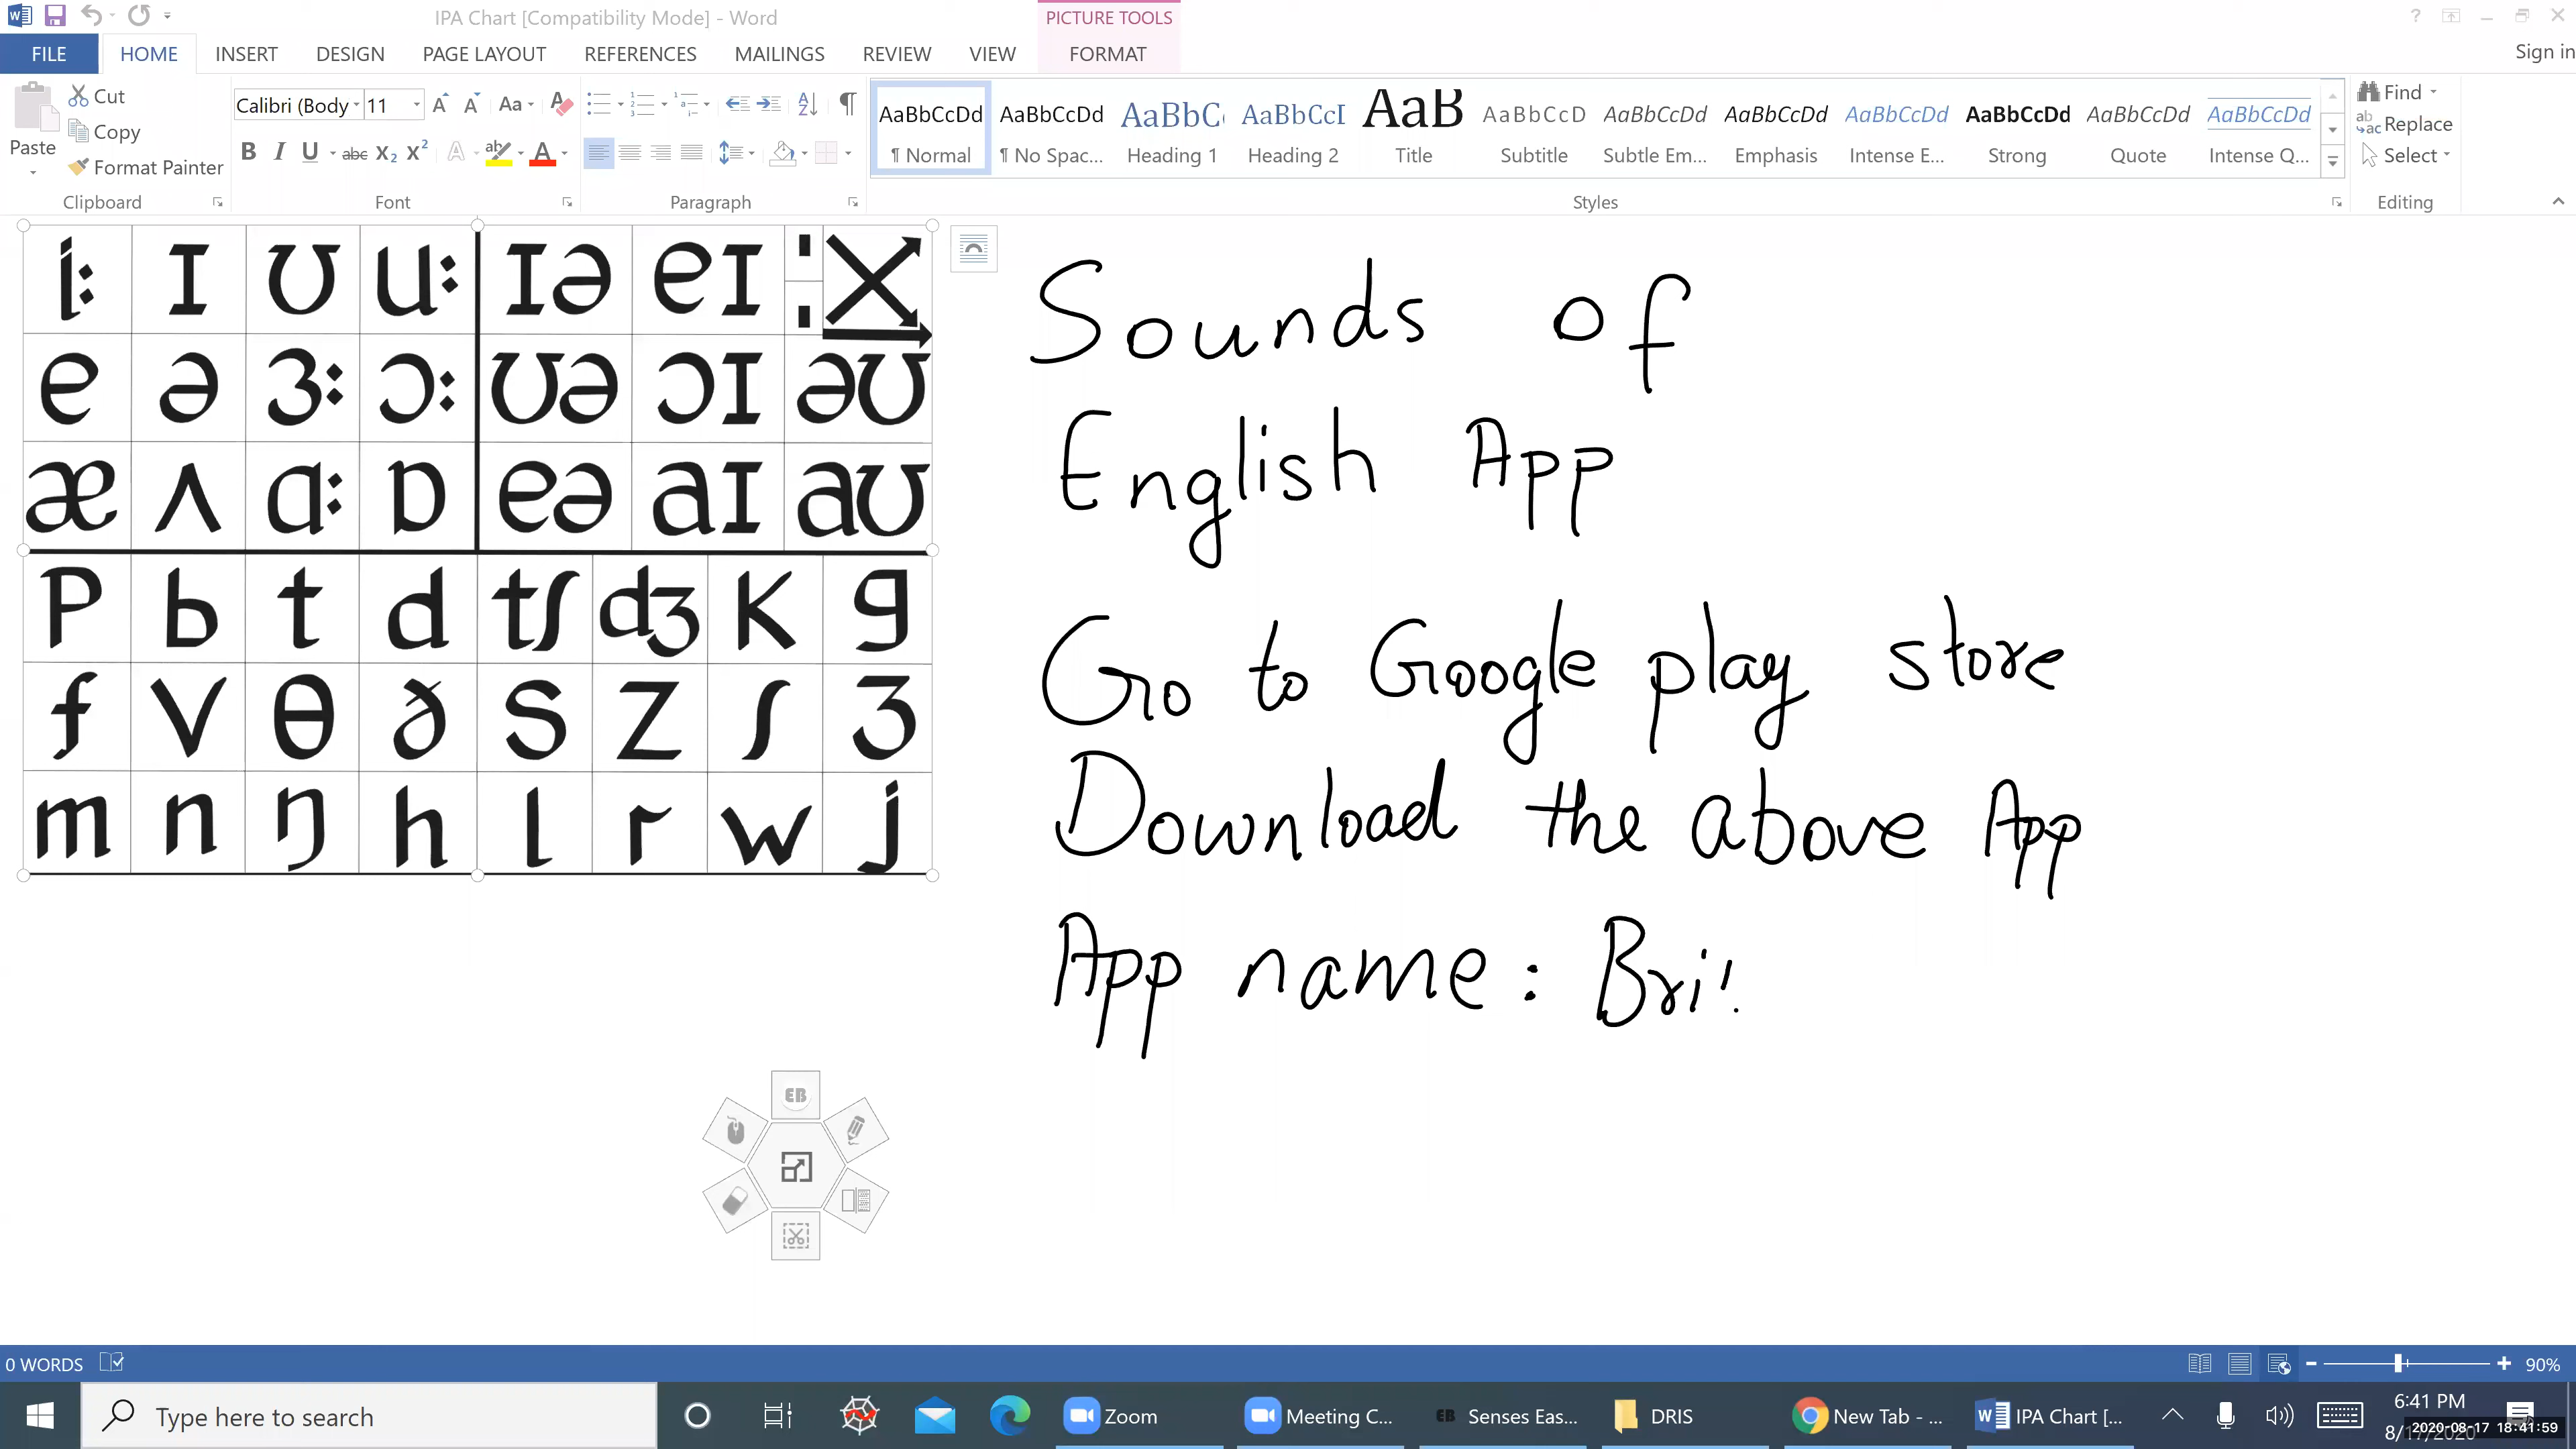 IPA Chart [Compatibility Mode] - Word
PICTURE TOOLS
?
FILE HOME INSERT DESIGN PAGE LAYOUT REFERENCES MAILINGS REVIEW VIEW FORMAT
Sign in
Paste
Cut
Copy
Format Painter
Clipboard
Calibri (Body 11
Font
Paragraph
AaBbCcDd AaBbCcDd AaBbC AaBbCcI AaB AaBbCcD AaBbCcDd AaBbCcDd AaBbCcDd AaBbCcDd AaBbCcDd AaBbCcDd
¶ Normal ¶ No Spac... Heading 1 Heading 2 Title Subtitle Subtle Em... Emphasis Intense E... Strong Quote Intense Q...
Styles
Find
Replace
Select
Editing
i: ɪ ʊ u: ɪə eɪ
e ə ɜ: ɔ: ʊə ɔɪ əʊ
æ ʌ ɑ: ɒ eə aɪ aʊ
p b t d tʃ dʒ k g
f v θ ð s z ʃ ʒ
m n ŋ h l r w j
Sounds of
English App
Go to Google play store
Download the above App
App name : Bri
EB
0 WORDS
90%
Type here to search
Zoom
Meeting C...
EB Senses Eas...
DRIS
New Tab - ...
IPA Chart [...
6:41 PM
2020-08-17 18:41:59